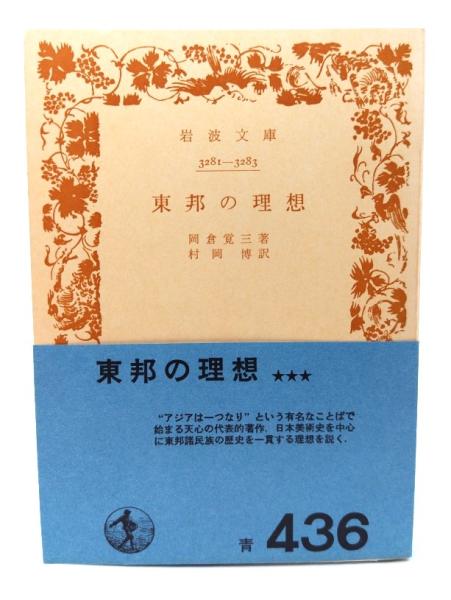 岩波文庫
3281—3283
東邦の理想
岡倉覚三著
村岡 博訳
東邦の理想 ★★★
“アジアは一つなり”という有名なことばで
始まる天心の代表的著作．日本美術史を中心
に東邦諸民族の歴史を一貫する理想を説く．
青 436